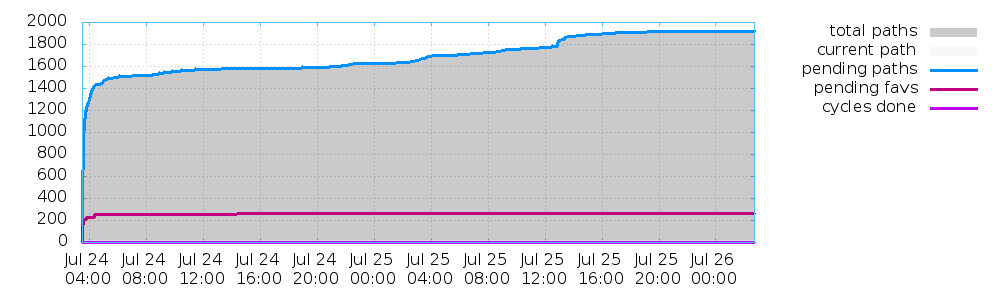 2000
1800
1600
1400
1200
1000
800
600
400
200
0
Jul 24 Jul 24 Jul 24 Jul 24 Jul 24 Jul 25 Jul 25 Jul 25 Jul 25 Jul 25 Jul 25 Jul 26
04:00 08:00 12:00 16:00 20:00 00:00 04:00 08:00 12:00 16:00 20:00 00:00
total paths
current path
pending paths
pending favs
cycles done